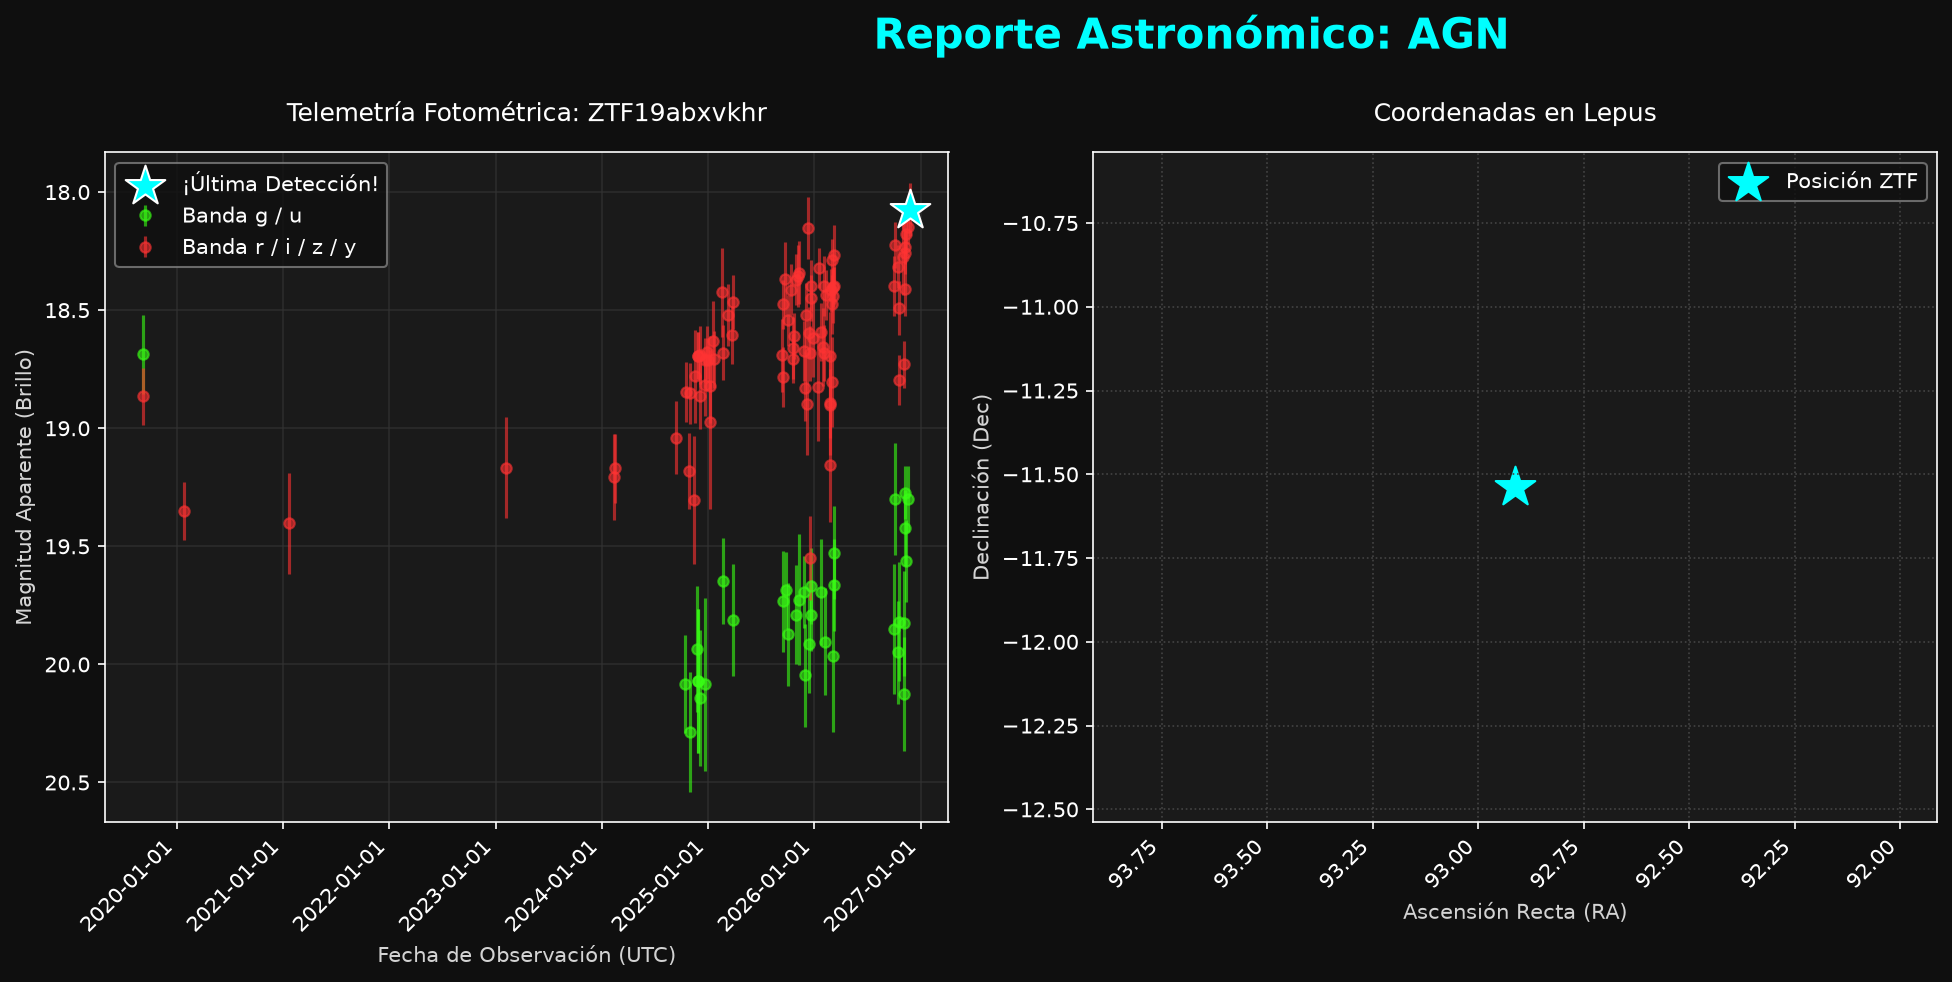 Reporte Astronómico: AGN
Telemetría Fotométrica: ZTF19abxvkhr
¡Última Detección!
Banda g / u
Banda r / i / z / y
Magnitud Aparente (Brillo)
18.0
18.5
19.0
19.5
20.0
20.5
2020-01-01
2021-01-01
2022-01-01
2023-01-01
2024-01-01
2025-01-01
2026-01-01
2027-01-01
Fecha de Observación (UTC)
Coordenadas en Lepus
Posición ZTF
Declinación (Dec)
−10.75
−11.00
−11.25
−11.50
−11.75
−12.00
−12.25
−12.50
93.75
93.50
93.25
93.00
92.75
92.50
92.25
92.00
Ascensión Recta (RA)